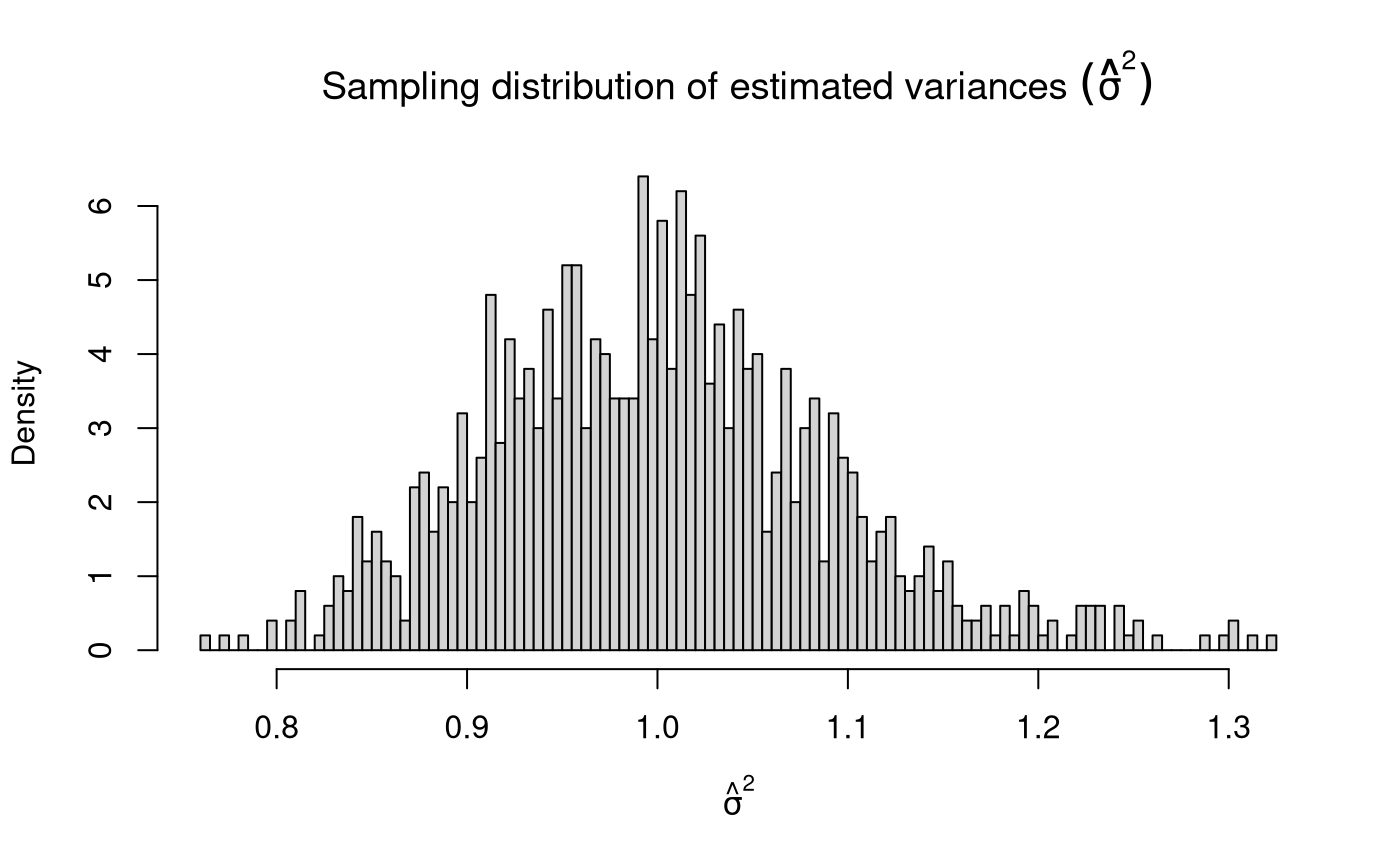 Sampling distribution of estimated variances (σ̂²)
Density
6
5
4
3
2
1
0
0.8 0.9 1.0 1.1 1.2 1.3
σ̂²